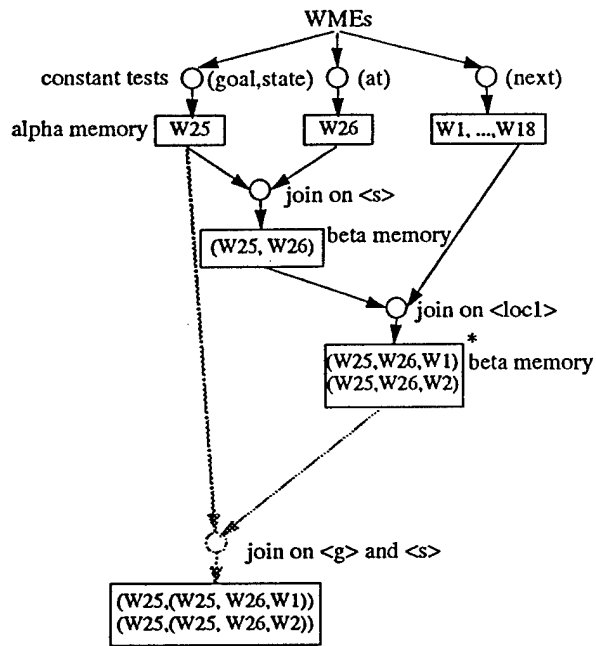 WMEs
constant tests (goal,state) (at) (next)
alpha memory W25 W26 W1, ...,W18
join on <s>
(W25, W26) beta memory
join on <loc1>
*
(W25,W26,W1) beta memory
(W25,W26,W2)
join on <g> and <s>
(W25,(W25, W26,W1))
(W25,(W25, W26,W2))